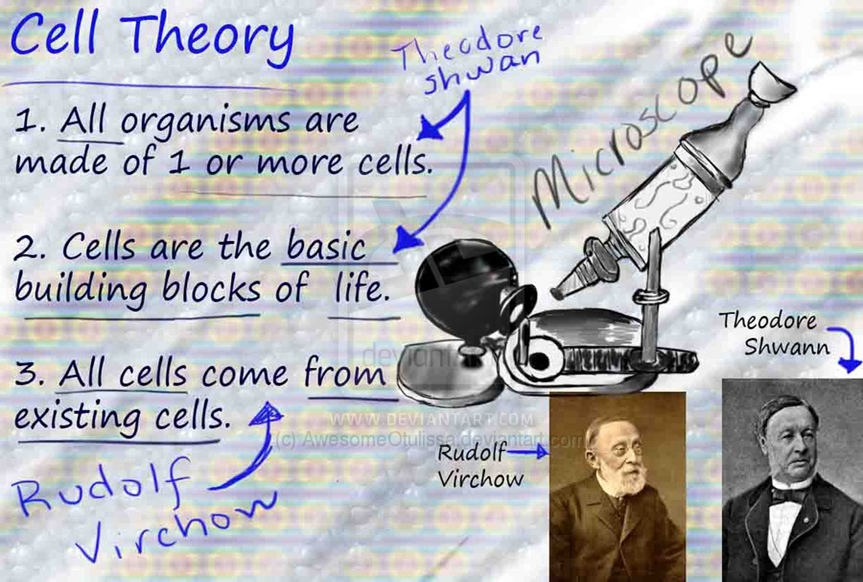 Cell Theory
Theodore
shwan
1. All organisms are
made of 1 or more cells.
Microscope
2. Cells are the basic
building blocks of life.
3. All cells come from
existing cells.
Rudolf
Virchow
Theodore
Shwann
Rudolf
Virchow
deviantART
WWW.DEVIANTART.COM
(c) AwesomeOtulissa.deviantart.com